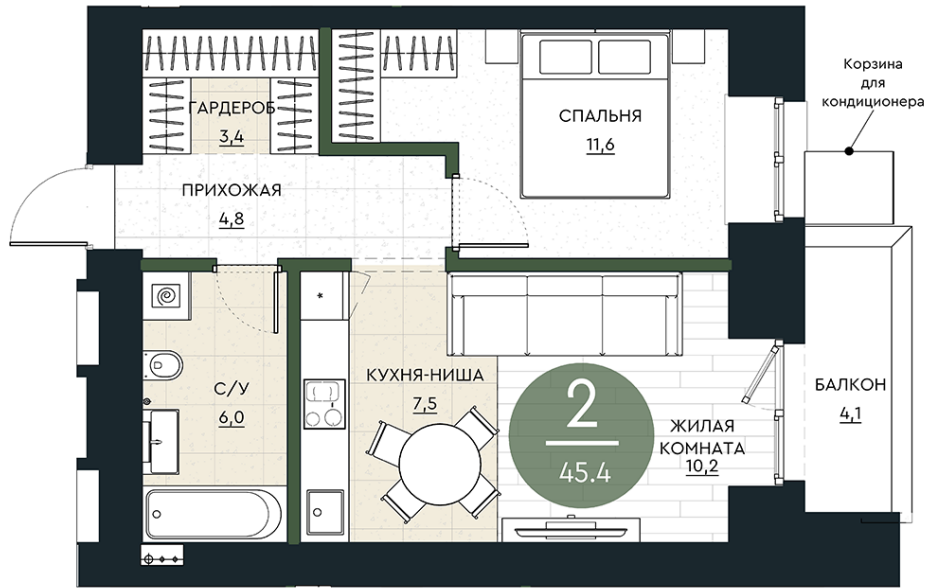 ГАРДЕРОБ
3,4
СПАЛЬНЯ
11,6
Корзина
для
кондиционера
ПРИХОЖАЯ
4,8
С/У
6,0
КУХНЯ-НИША
7,5
2
45.4
ЖИЛАЯ
КОМНАТА
10,2
БАЛКОН
4,1